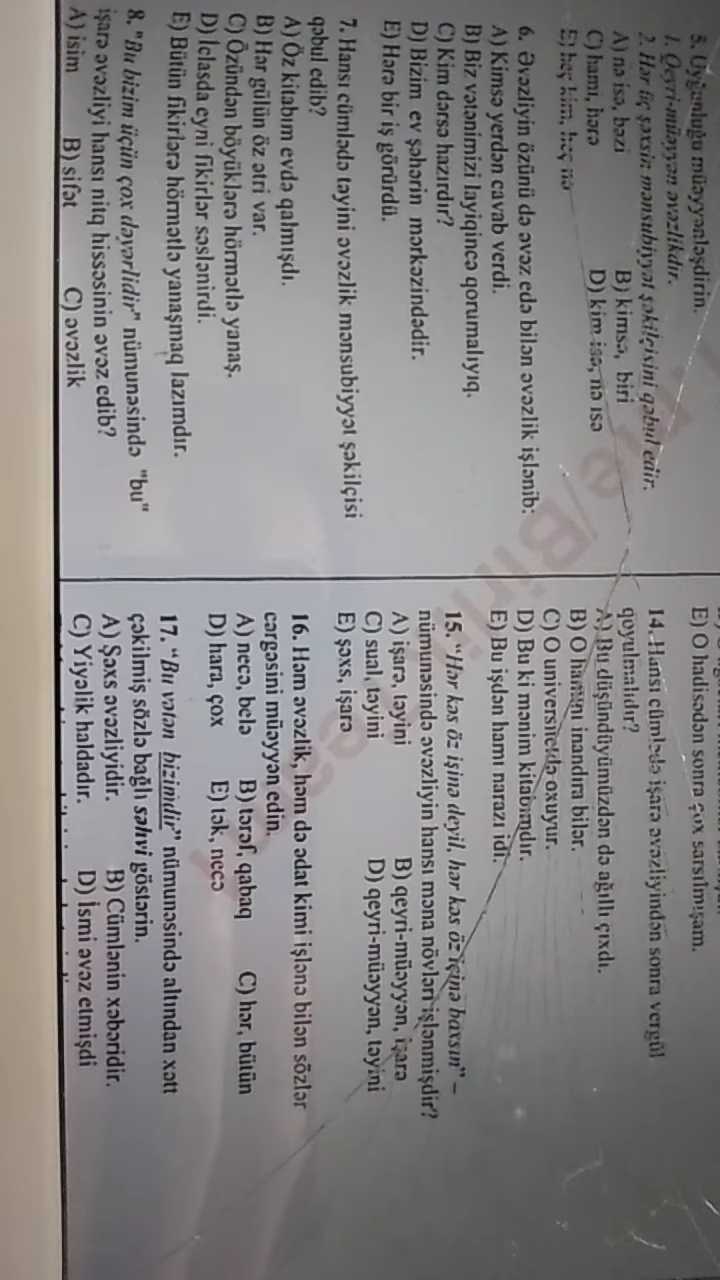 5. Uyğunluğu müəyyənləşdirin.
1. Qeyri-müəyyən əvəzlikdir.
2. Hər üç şəxsin mənsubiyyət şəkilçisini qəbul edir.
A) nə isə, bəzi B) kimsə, biri
C) hamı, hərə D) kim isə, nə isə
E) heç kim, heç nə
6. Əvəzliyin özünü də əvəz edə bilən əvəzlik işlənib:
A) Kimsə yerdən cavab verdi.
B) Biz vətənimizi layiqincə qorumalıyıq.
C) Kim dərsə hazırdır?
D) Bizim ev şəhərin mərkəzindədir.
E) Hərə bir iş görürdü.
7. Hansı cümlədə təyini əvəzlik mənsubiyyət şəkilçisi
qəbul edib?
A) Öz kitabım evdə qalmışdı.
B) Hər gülün öz ətri var.
C) Özündən böyüklərə hörmətlə yanaş.
D) İclasda eyni fikirlər səslənirdi.
E) Bütün fikirlərə hörmətlə yanaşmaq lazımdır.
8. "Bu bizim üçün çox dəyərlidir" nümunəsində "bu"
işarə əvəzliyi hansı nitq hissəsinin əvəz edib?
A) isim B) sifət C) əvəzlik
E) O hadisədən sonra çox sarsılmışam.
14. Hansı cümlədə işarə əvəzliyindən sonra vergül
qoyulmalıdır?
A) Bu düşündüyümüzdən də ağıllı çıxdı.
B) O hamını inandıra bilər.
C) O universitetdə oxuyur.
D) Bu ki mənim kitabımdır.
E) Bu işdən hamı narazı idi.
15. “Hər kəs öz işinə deyil, hər kəs öz içinə baxsın” –
nümunəsində əvəzliyin hansı məna növləri işlənmişdir?
A) işarə, təyini B) qeyri-müəyyən, işarə
C) sual, təyini D) qeyri-müəyyən, təyini
E) şəxs, işarə
16. Həm əvəzlik, həm də ədat kimi işlənə bilən sözlər
cərgəsini müəyyən edin.
A) necə, belə B) tərəf, qabaq C) hər, bütün
D) hara, çox E) tək, necə
17. “Bu vətən bizimdir” nümunəsində altından xətt
çəkilmiş sözlə bağlı səhvi göstərin.
A) Şəxs əvəzliyidir. B) Cümlənin xəbəridir.
C) Yiyəlik haldadır. D) İsmi əvəz etmişdi